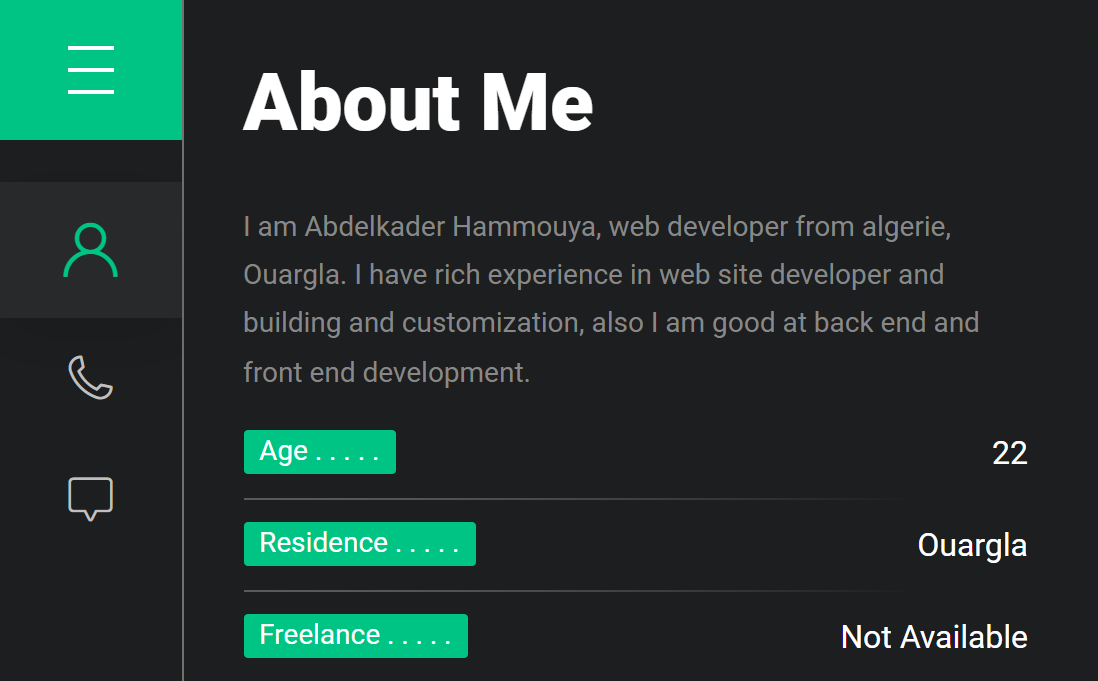 About Me
I am Abdelkader Hammouya, web developer from algerie,
Ouargla. I have rich experience in web site developer and
building and customization, also I am good at back end and
front end development.
Age . . . . . 22
Residence . . . . . Ouargla
Freelance . . . . . Not Available